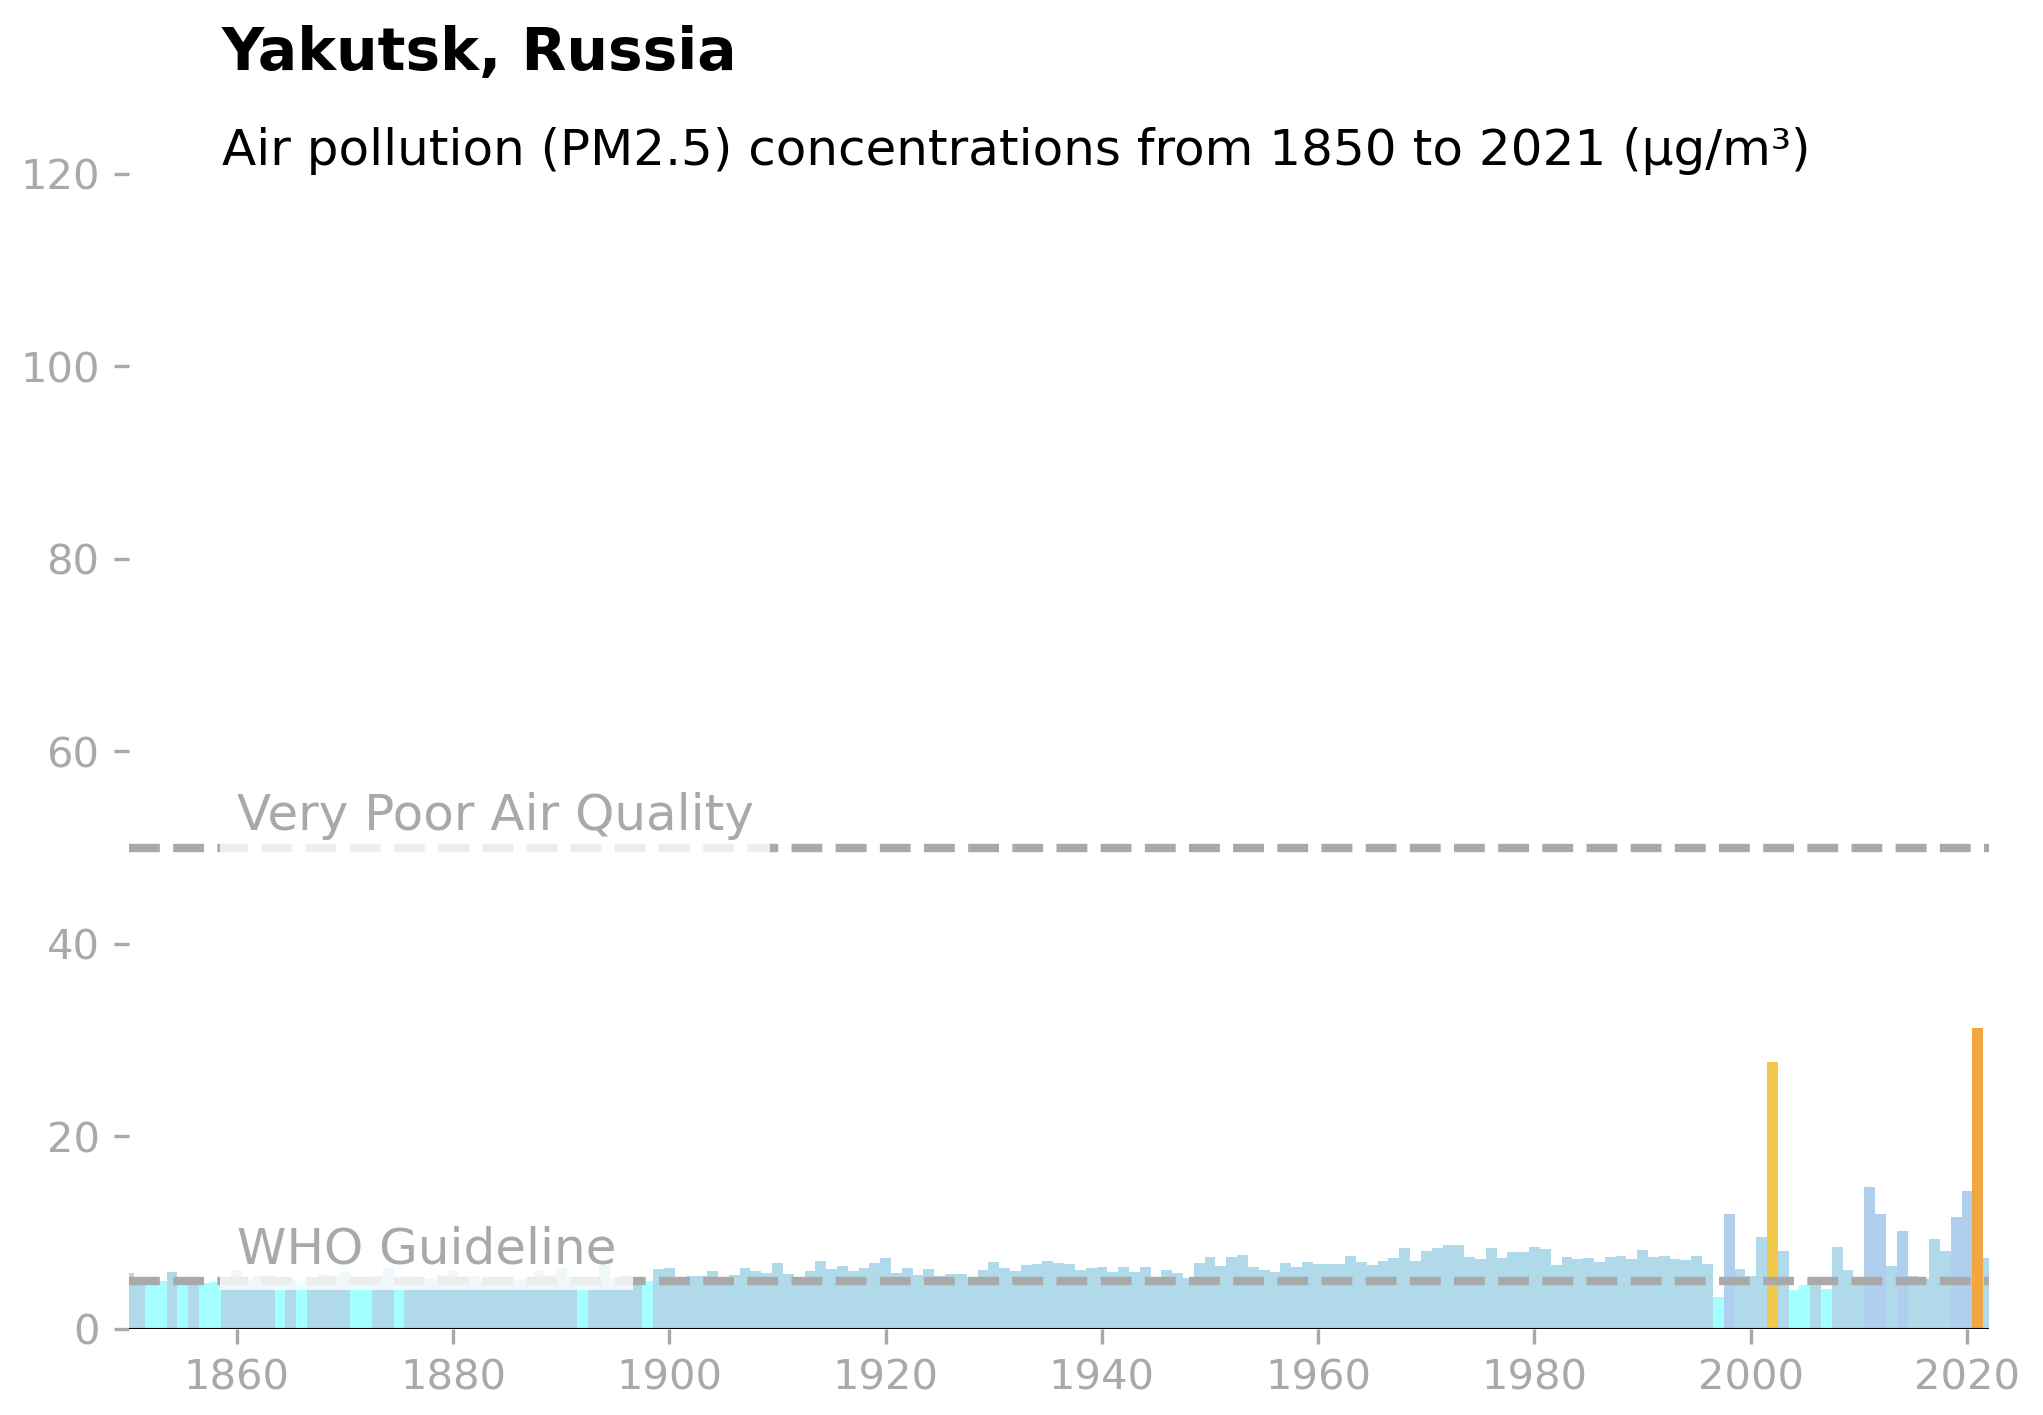 Yakutsk, Russia
Air pollution (PM2.5) concentrations from 1850 to 2021 (µg/m³)
120
100
80
60
Very Poor Air Quality
40
20
WHO Guideline
0
1860 1880 1900 1920 1940 1960 1980 2000 2020